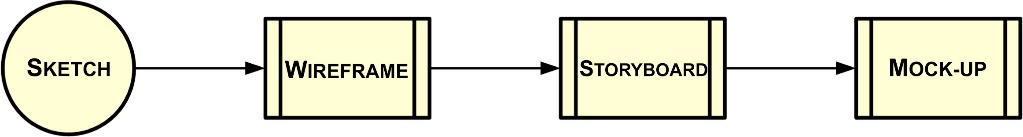 SKETCH
WIREFRAME
STORYBOARD
MOCK-UP